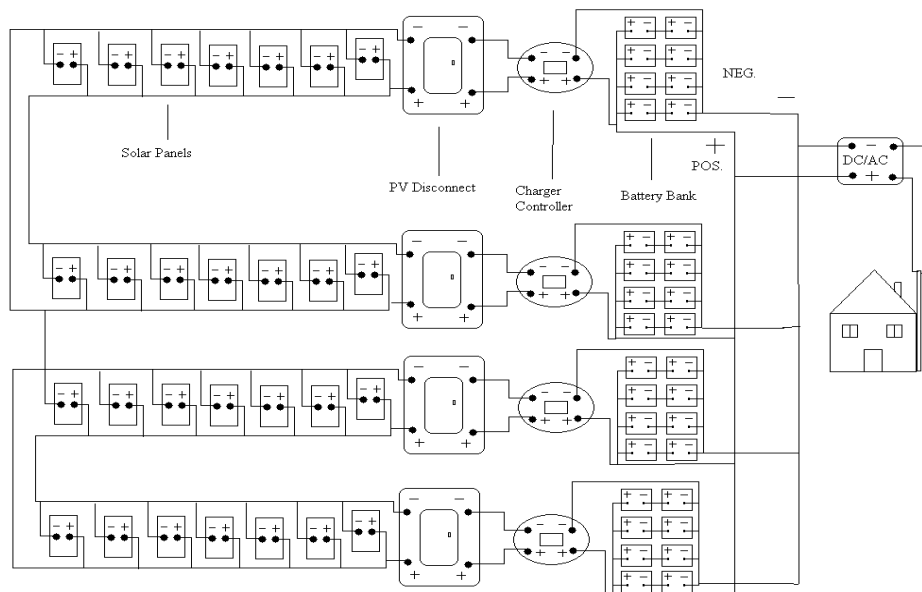 NEG.
Solar Panels
PV Disconnect
Charger
Controller
Battery Bank
POS.
DC/AC